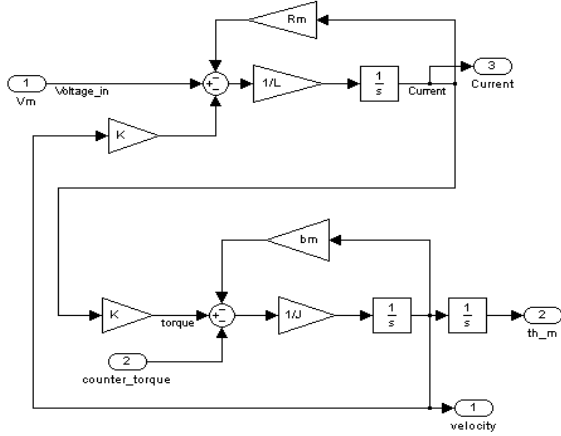 Rm
1
Vm
Voltage_in
+
-
-
1/L
1
s
Current
3
Current
K
bm
K
torque
+
-
-
1/J
1
s
1
s
2
th_m
2
counter_torque
1
velocity